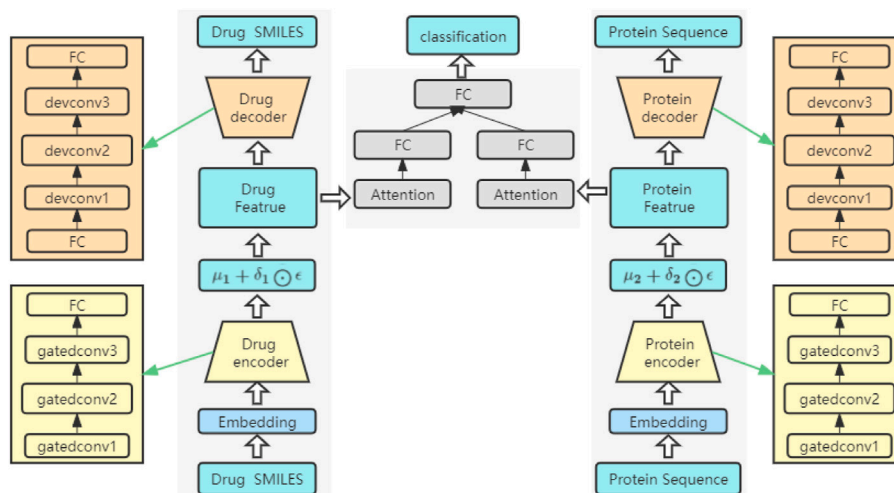 FC
devconv3
devconv2
devconv1
FC
FC
gatedconv3
gatedconv2
gatedconv1
Drug SMILES
Drug
decoder
Drug
Featrue
μ₁ + δ₁ ⊙ ϵ
Drug
encoder
Embedding
Drug SMILES
classification
FC
FC
FC
Attention
Attention
Protein Sequence
Protein
decoder
Protein
Featrue
μ₂ + δ₂ ⊙ ϵ
Protein
encoder
Embedding
Protein Sequence
FC
devconv3
devconv2
devconv1
FC
FC
gatedconv3
gatedconv2
gatedconv1